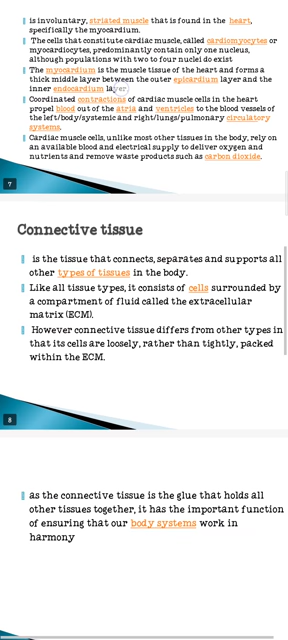 is involuntary, striated muscle that is found in the heart,
specifically the myocardium.
The cells that constitute cardiac muscle, called cardiomyocytes or
myocardiocytes, predominantly contain only one nucleus,
although populations with two to four nuclei do exist
The myocardium is the muscle tissue of the heart and forms a
thick middle layer between the outer epicardium layer and the
inner endocardium layer.
Coordinated contractions of cardiac muscle cells in the heart
propel blood out of the atria and ventricles to the blood vessels of
the left/body/systemic and right/lungs/pulmonary circulatory
systems.
Cardiac muscle cells, unlike most other tissues in the body, rely on
an available blood and electrical supply to deliver oxygen and
nutrients and remove waste products such as carbon dioxide.
7
Connective tissue
is the tissue that connects, separates and supports all
other types of tissues in the body.
Like all tissue types, it consists of cells surrounded by
a compartment of fluid called the extracellular
matrix (ECM).
However connective tissue differs from other types in
that its cells are loosely, rather than tightly, packed
within the ECM.
8
as the connective tissue is the glue that holds all
other tissues together, it has the important function
of ensuring that our body systems work in
harmony